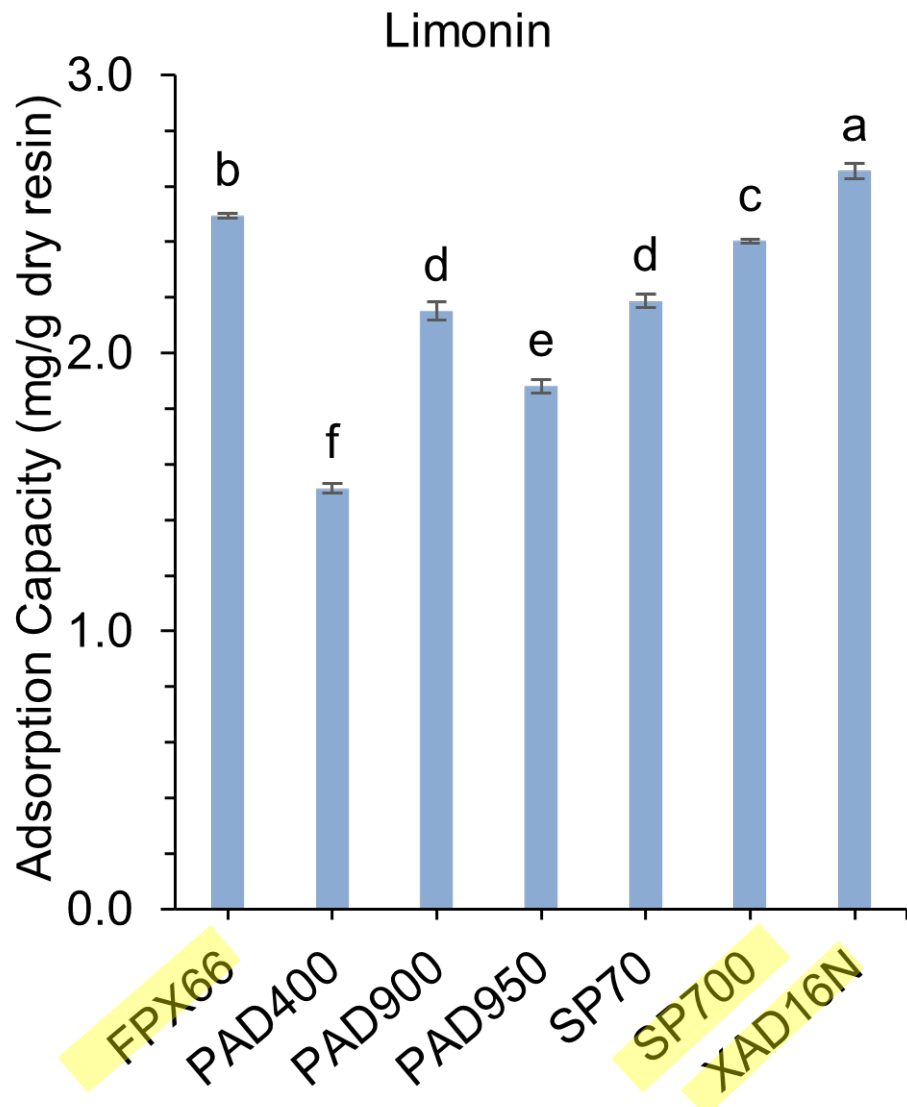 Limonin
Adsorption Capacity (mg/g dry resin)
3.0
2.0
1.0
0.0
b
f
d
e
d
c
a
FPX66
PAD400
PAD900
PAD950
SP70
SP700
XAD16N